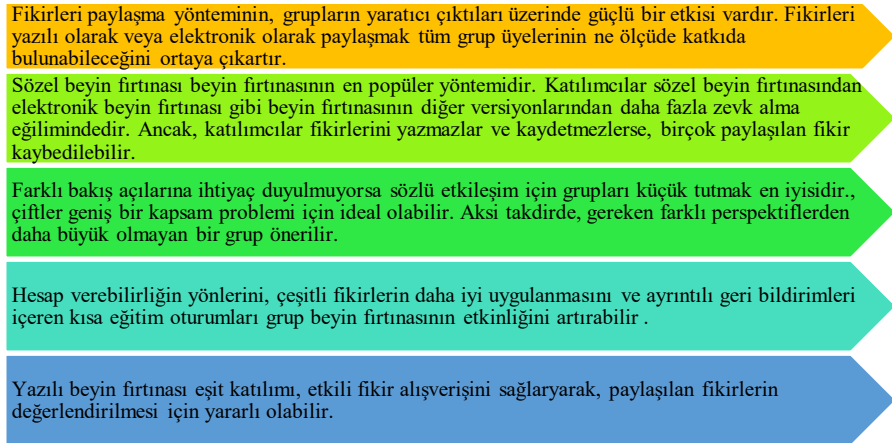 Fikirleri paylaşma yönteminin, grupların yaratıcı çıktıları üzerinde güçlü bir etkisi vardır. Fikirleri
yazılı olarak veya elektronik olarak paylaşmak tüm grup üyelerinin ne ölçüde katkıda
bulunabileceğini ortaya çıkartır.
Sözel beyin fırtınası beyin fırtınasının en popüler yöntemidir. Katılımcılar sözel beyin fırtınasından
elektronik beyin fırtınası gibi beyin fırtınasının diğer versiyonlarından daha fazla zevk alma
eğilimindedir. Ancak, katılımcılar fikirlerini yazmazlar ve kaydetmezlerse, birçok paylaşılan fikir
kaybedilebilir.
Farklı bakış açılarına ihtiyaç duyulmuyorsa sözlü etkileşim için grupları küçük tutmak en iyisidir.,
çiftler geniş bir kapsam problemi için ideal olabilir. Aksi takdirde, gereken farklı perspektiflerden
daha büyük olmayan bir grup önerilir.
Hesap verebilirliğin yönlerini, çeşitli fikirlerin daha iyi uygulanmasını ve ayrıntılı geri bildirimleri
içeren kısa eğitim oturumları grup beyin fırtınasının etkinliğini artırabilir .
Yazılı beyin fırtınası eşit katılımı, etkili fikir alışverişini sağlaryarak, paylaşılan fikirlerin
değerlendirilmesi için yararlı olabilir.